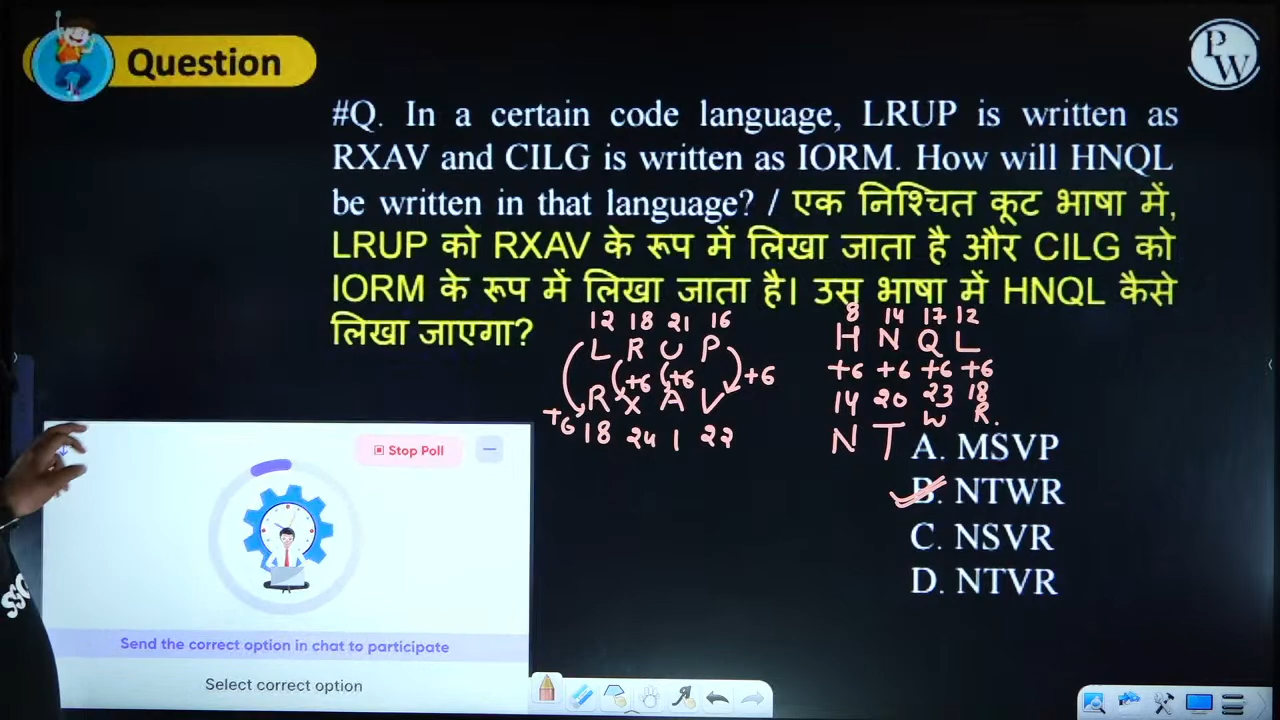 Question
PW
#Q. In a certain code language, LRUP is written as
RXAV and CILG is written as IORM. How will HNQL
be written in that language? / एक निश्चित कूट भाषा में,
LRUP को RXAV के रूप में लिखा जाता है और CILG को
IORM के रूप में लिखा जाता है। उस भाषा में HNQL कैसे
लिखा जाएगा?
12 18 21 16
L R U P
+6 +6 +6
R X A V
+6
18 24 1 22
8 14 17 12
H N Q L
+6 +6 +6 +6
14 20 23 18
W R.
N T
A. MSVP
B. NTWR
C. NSVR
D. NTVR
Stop Poll
Send the correct option in chat to participate
Select correct option